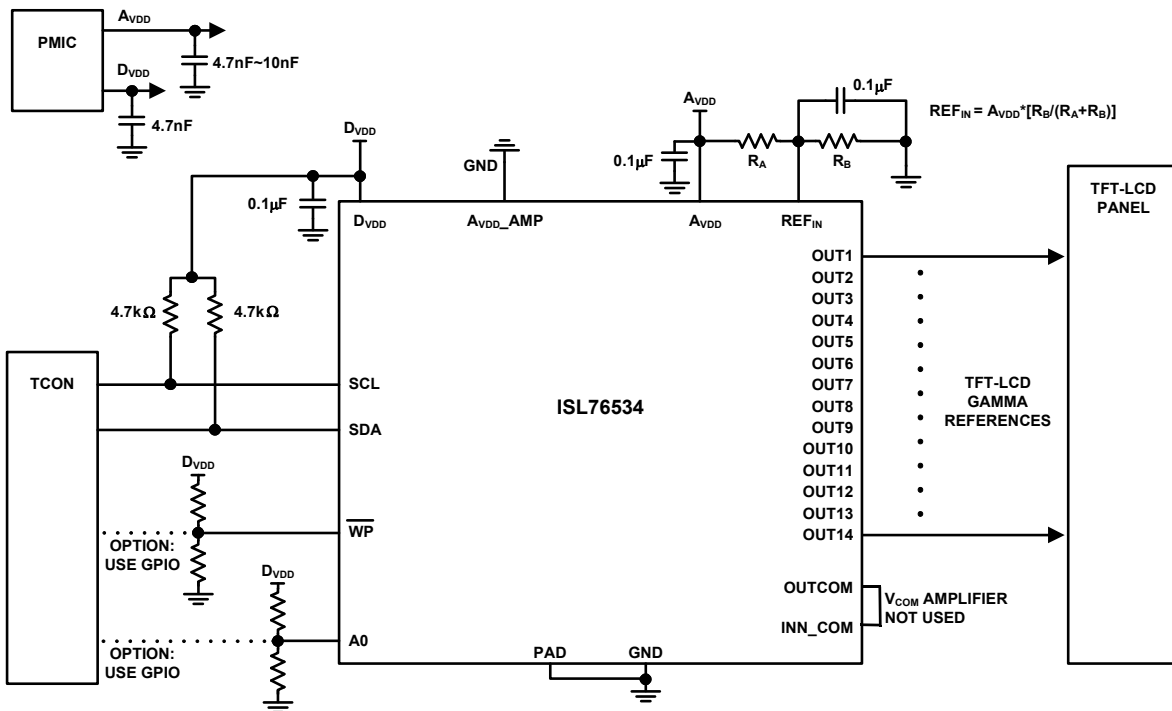 PMIC
AVDD
4.7nF~10nF
DVDD
4.7nF
DVDD
0.1µF
GND
AVDD
0.1µF
RA
RB
0.1µF
REFIN = AVDD*[RB/(RA+RB)]
4.7kΩ
4.7kΩ
TCON
DVDD
OPTION:
USE GPIO
DVDD
OPTION:
USE GPIO
DVDD
AVDD_AMP
AVDD
REFIN
SCL
SDA
WP
A0
ISL76534
PAD
GND
OUT1
OUT2
OUT3
OUT4
OUT5
OUT6
OUT7
OUT8
OUT9
OUT10
OUT11
OUT12
OUT13
OUT14
OUTCOM
INN_COM
VCOM AMPLIFIER
NOT USED
TFT-LCD
GAMMA
REFERENCES
TFT-LCD
PANEL